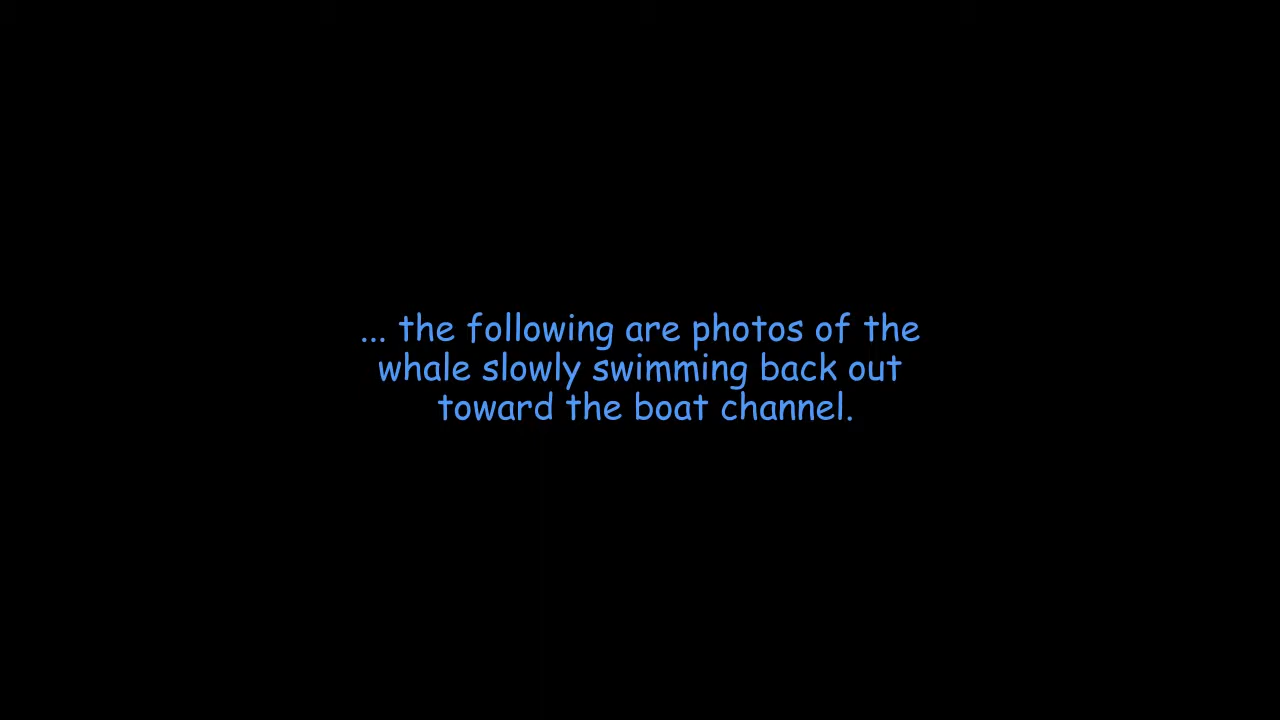 ... the following are photos of the
whale slowly swimming back out
toward the boat channel.